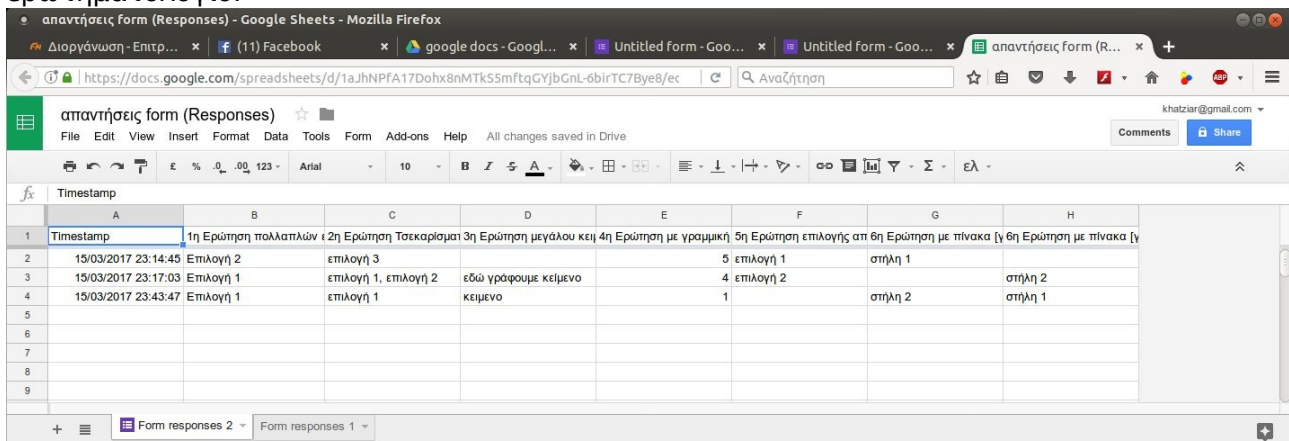 απαντήσεις form (Responses) - Google Sheets - Mozilla Firefox
Διοργάνωση - Επιτρ... × (11) Facebook × google docs - Googl... × Untitled form - Goo... × Untitled form - Goo... × απαντήσεις form (R... × +
https://docs.google.com/spreadsheets/d/1aJhNPfA17Dohx8nMTkS5mftqGYjbGnL-6birTC7Bye8/ec Αναζήτηση ABP
απαντήσεις form (Responses) khatziar@gmail.com
File Edit View Insert Format Data Tools Form Add-ons Help All changes saved in Drive Comments Share
£ % .0 .00 123 Arial 10 B I S A Σ ελ
fx Timestamp
A B C D E F G H
1 Timestamp 1η Ερώτηση πολλαπλών ε 2η Ερώτηση Τσεκαρίσμα 3η Ερώτηση μεγάλου κειμ 4η Ερώτηση με γραμμική 5η Ερώτηση επιλογής απ 6η Ερώτηση με πίνακα [γ 6η Ερώτηση με πίνακα [γ
2 15/03/2017 23:14:45 Επιλογή 2 επιλογή 3 5 επιλογή 1 στήλη 1
3 15/03/2017 23:17:03 Επιλογή 1 επιλογή 1, επιλογή 2 εδώ γράφουμε κείμενο 4 επιλογή 2 στήλη 2
4 15/03/2017 23:43:47 Επιλογή 1 επιλογή 1 κειμενο 1 στήλη 2 στήλη 1
5
6
7
8
9
+ Form responses 2 Form responses 1